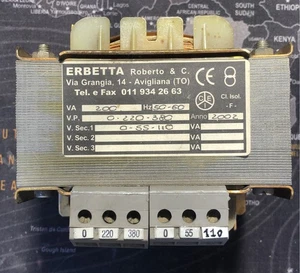 ERBETTA Roberto & C.
Via Grangia, 14 - Avigliana (TO)
Tel. e Fax 011 934 26 63
CE
Cl. Isol.
- F -
VA 200 Hz 50-60
V.P. 0-220-380 Anno 2002
V. Sec.1 0-55-110 VA
V. Sec.2 VA
V. Sec.3 VA
0 220 380 0 55 110